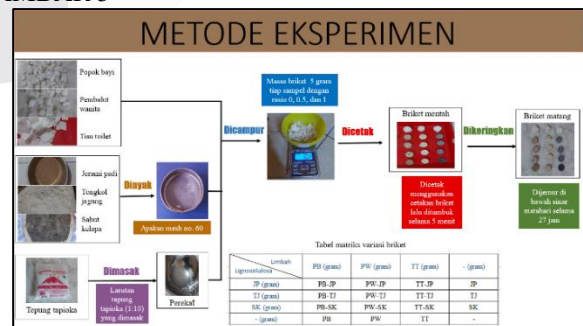 METODE EKSPERIMEN
Popok bayi
Pembalut
wanita
Tisu toilet
Jerami padi
Tongkol
jagung
Sabut
kelapa
Tepung tapioka
Diayak
Ayakan mesh no. 60
Dimasak
Larutan
tepung
tapioka (1:15)
yang dimasak
Perekat
Dicampur
Massa briket 5 gram
tiap sampel dengan
rasio 0, 0.5, dan 1
Dicetak
Briket mentah
Dicetak
menggunakan
cetakan briket
lalu ditumbuk
selama 5 menit
Dikeringkan
Briket matang
Dijemur di
bawah sinar
matahari selama
27 jam
Tabel matriks variasi briket
Limbah
Lignoselulosa
PB (gram) PW (gram) TT (gram) - (gram)
JP (gram) PB-JP PW-JP TT-JP JP
TJ (gram) PB-TJ PW-TJ TT-TJ TJ
SK (gram) PB-SK PW-SK TT-SK SK
- (gram) PB PW TT -